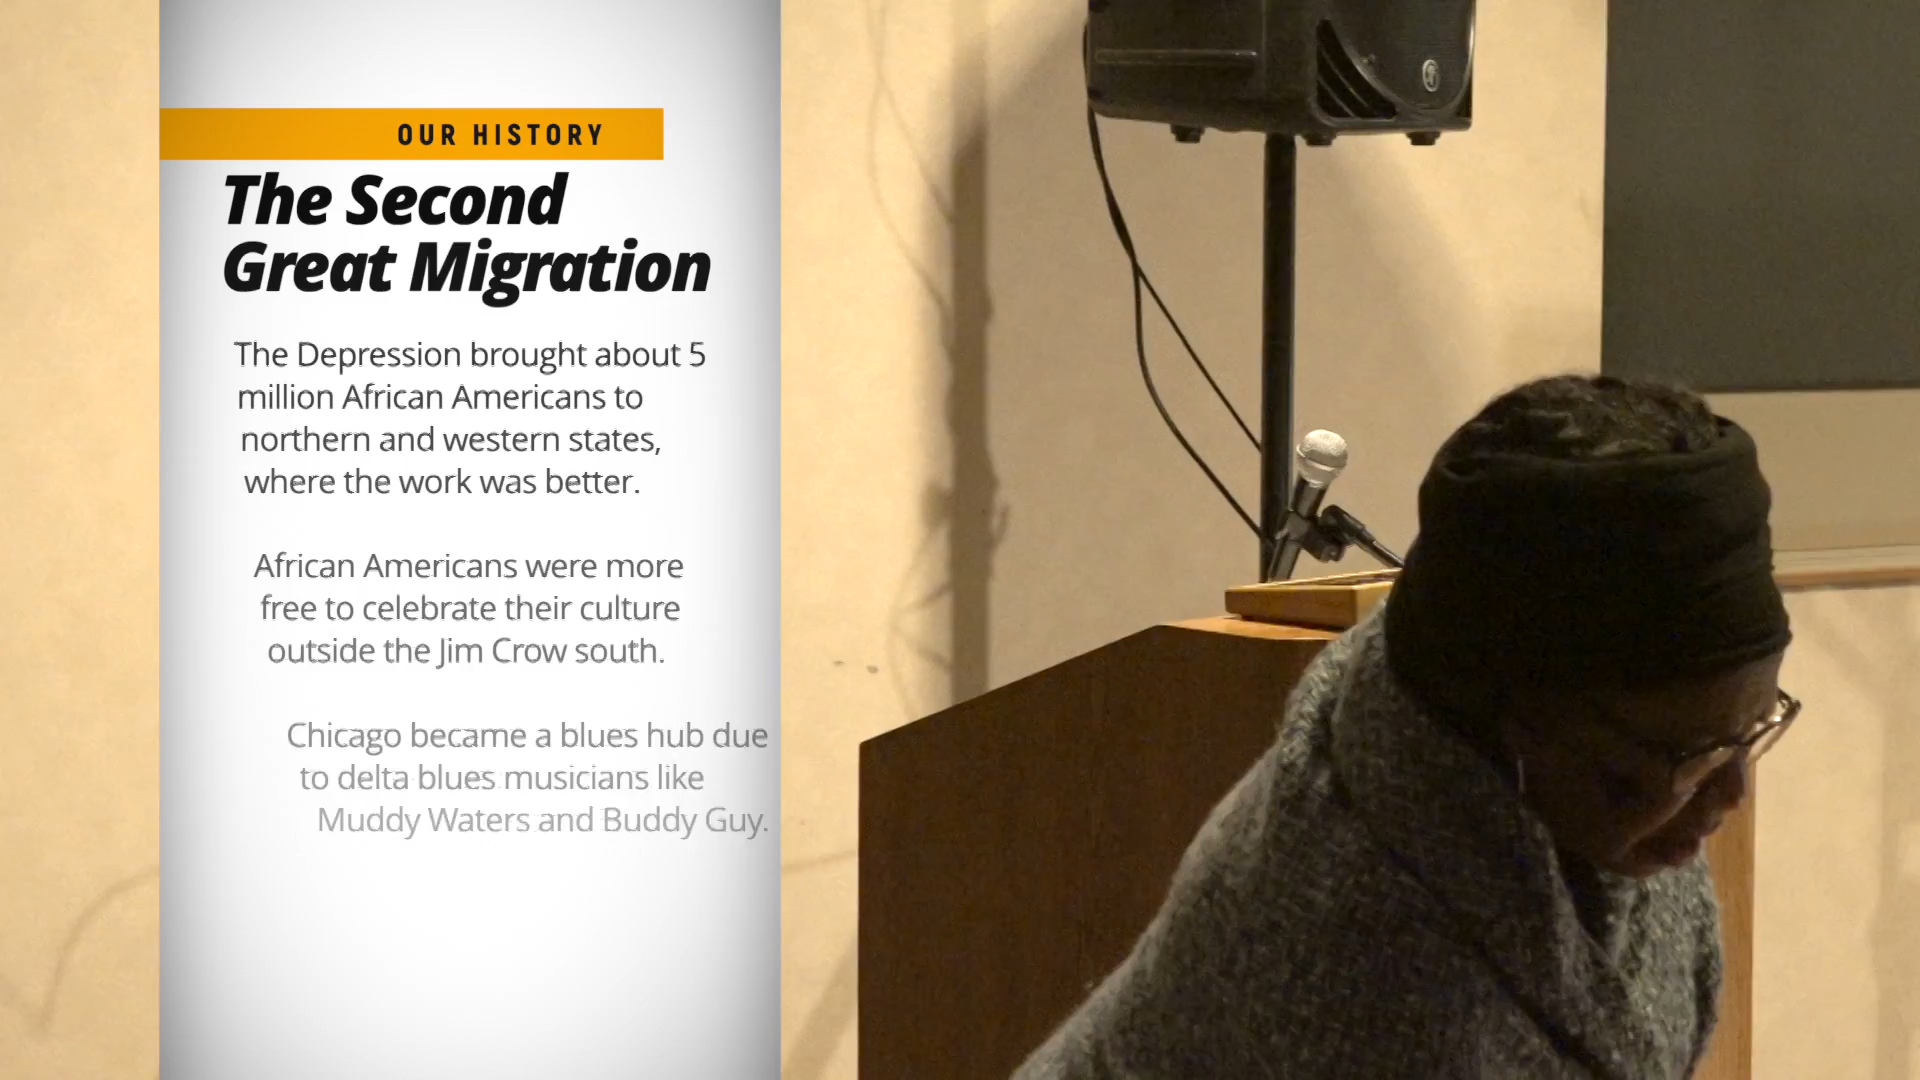 OUR HISTORY
The Second
Great Migration
The Depression brought about 5
million African Americans to
northern and western states,
where the work was better.
African Americans were more
free to celebrate their culture
outside the Jim Crow south.
Chicago became a blues hub due
to delta blues musicians like
Muddy Waters and Buddy Guy.